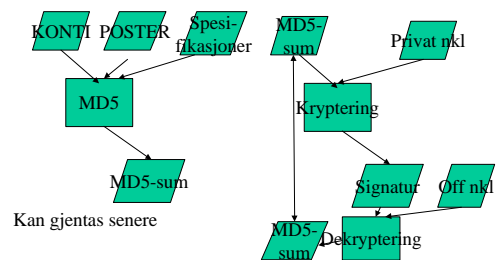 KONTI
POSTER
Spesi-
fikasjoner
MD5
MD5-sum
Kan gjentas senere
MD5-
sum
Privat nkl
Kryptering
Signatur
Off nkl
MD5-
sum
Dekryptering